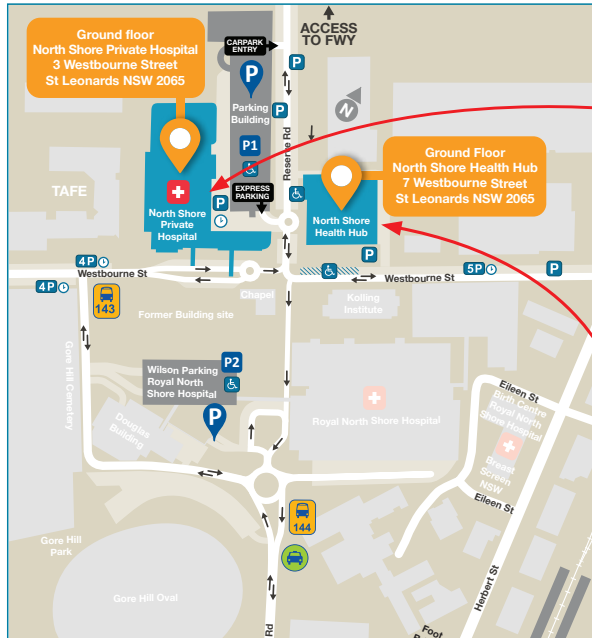 ACCESS
TO FWY
Ground floor
North Shore Private Hospital
3 Westbourne Street
St Leonards NSW 2065
CARPARK
ENTRY
P
P
Parking
Building
P
P1
Reserve Rd
N
Ground Floor
North Shore Health Hub
7 Westbourne Street
St Leonards NSW 2065
TAFE
EXPRESS
PARKING
P
North Shore
Private
Hospital
North Shore
Health Hub
P
4P
Westbourne St
Westbourne St
5P
P
4P
143
Chapel
Kolling
Institute
Former Building site
P2
Wilson Parking
Royal North
Shore Hospital
P
Gore Hill Cemetery
Douglas
Building
Royal North Shore Hospital
Eileen St
Birth Centre
Royal North
Shore Hospital
Breast
Screen
NSW
Eileen St
144
Gore Hill
Park
Gore Hill Oval
Herbert St
Rd
Foot